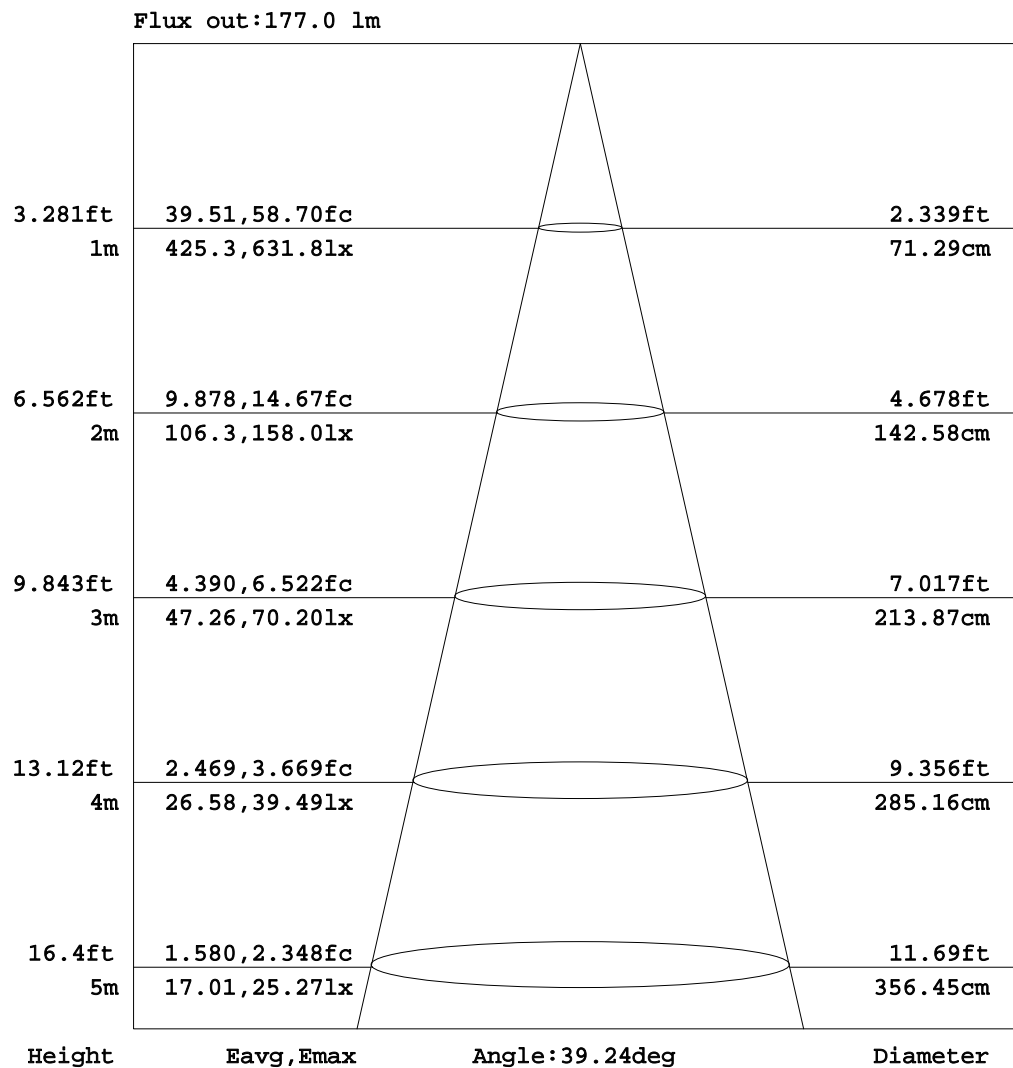 Flux out:177.0 lm
3.281ft 39.51,58.70fc 2.339ft
1m 425.3,631.8lx 71.29cm
6.562ft 9.878,14.67fc 4.678ft
2m 106.3,158.0lx 142.58cm
9.843ft 4.390,6.522fc 7.017ft
3m 47.26,70.20lx 213.87cm
13.12ft 2.469,3.669fc 9.356ft
4m 26.58,39.49lx 285.16cm
16.4ft 1.580,2.348fc 11.69ft
5m 17.01,25.27lx 356.45cm
Height Eavg,Emax Angle:39.24deg Diameter